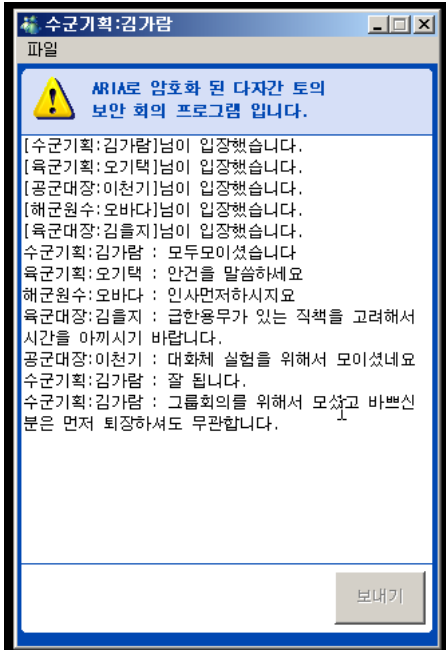 수군기획:김가람
파일
ARIA로 암호화 된 다자간 토의
보안 회의 프로그램 입니다.
[수군기획:김가람]님이 입장했습니다.
[육군기획:오기택]님이 입장했습니다.
[공군대장:이천기]님이 입장했습니다.
[해군원수:오바다]님이 입장했습니다.
[육군대장:김을지]님이 입장했습니다.
수군기획:김가람 : 모두모이셨습니다
육군기획:오기택 : 안건을 말씀하세요
해군원수:오바다 : 인사먼저하시지요
육군대장:김을지 : 급한용무가 있는 직책을 고려해서
시간을 아끼시기 바랍니다.
공군대장:이천기 : 대화체 실험을 위해서 모이셨네요
수군기획:김가람 : 잘 됩니다.
수군기획:김가람 : 그룹회의를 위해서 모셨고 바쁘신
분은 먼저 퇴장하셔도 무관합니다.
보내기